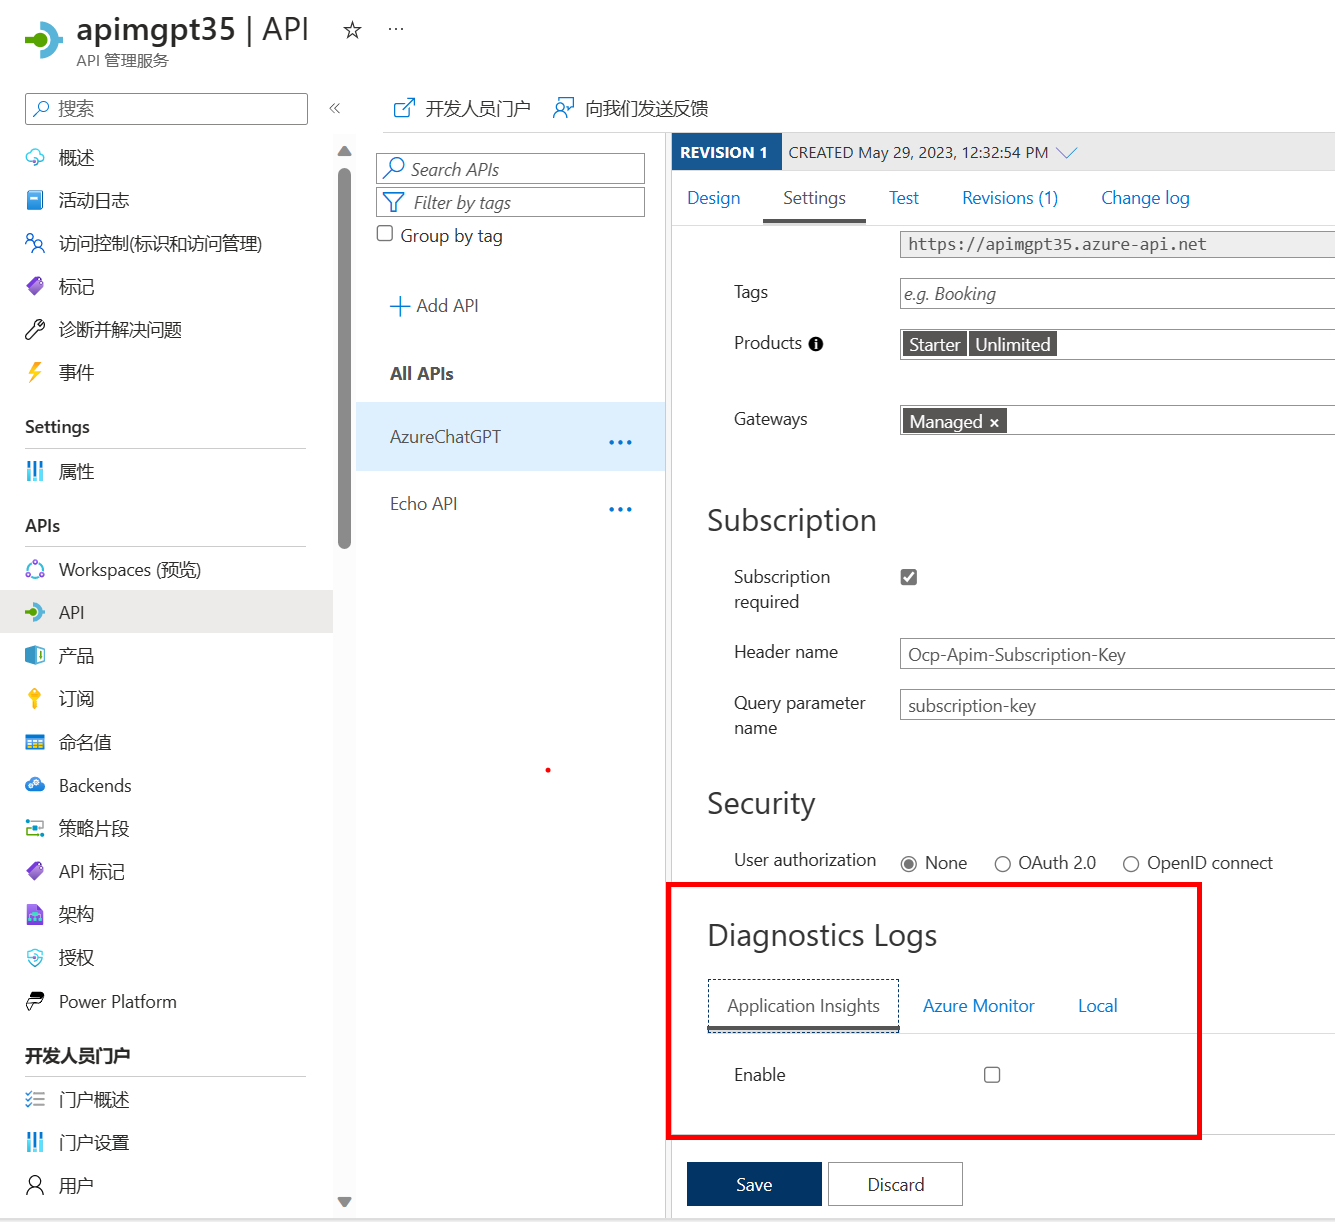 apimgpt35 | API
API 管理服务
搜索
概述
活动日志
访问控制(标识和访问管理)
标记
诊断并解决问题
事件
Settings
属性
APIs
Workspaces (预览)
API
产品
订阅
命名值
Backends
策略片段
API 标记
架构
授权
Power Platform
开发人员门户
门户概述
门户设置
用户
开发人员门户
向我们发送反馈
Search APIs
Filter by tags
Group by tag
Add API
All APIs
AzureChatGPT
Echo API
REVISION 1 CREATED May 29, 2023, 12:32:54 PM
Design Settings Test Revisions (1) Change log
https://apimgpt35.azure-api.net
Tags
e.g. Booking
Products
Starter Unlimited
Gateways
Managed ×
Subscription
Subscription
required
Header name
Ocp-Apim-Subscription-Key
Query parameter
name
subscription-key
Security
User authorization
None OAuth 2.0 OpenID connect
Diagnostics Logs
Application Insights Azure Monitor Local
Enable
Save Discard